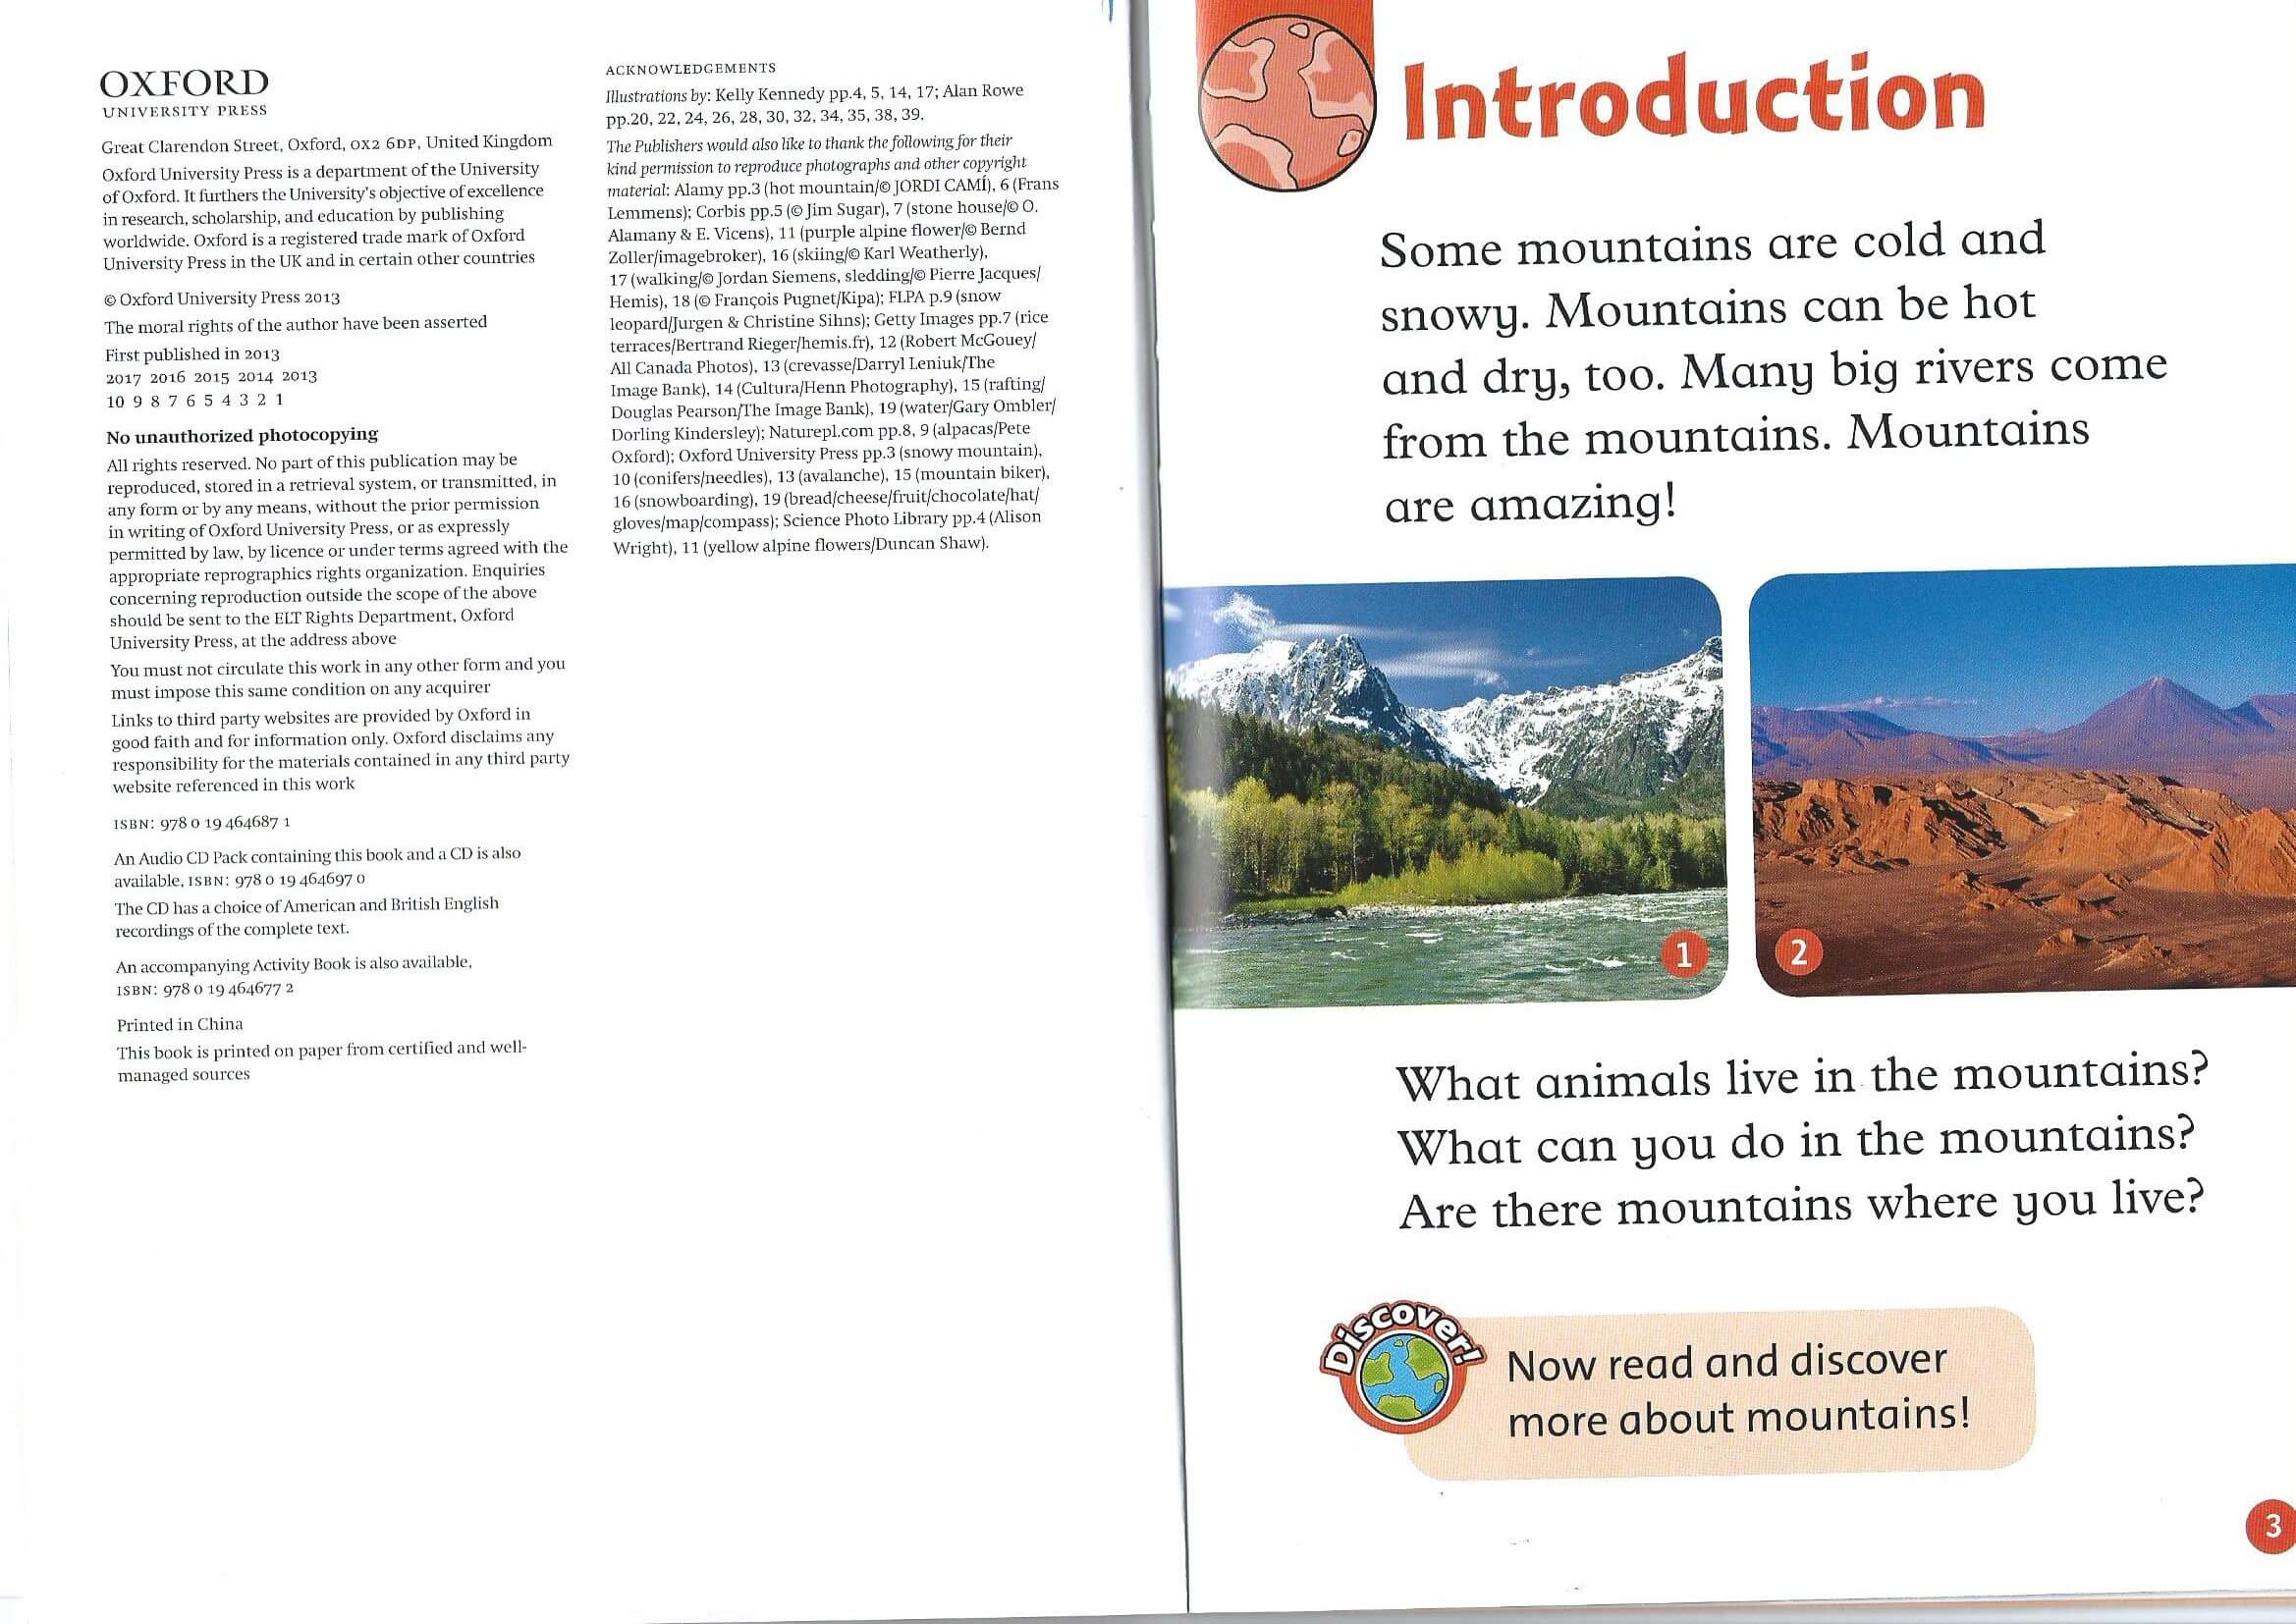 OXFORD
UNIVERSITY PRESS
Great Clarendon Street, Oxford, OX2 6DP, United Kingdom
Oxford University Press is a department of the University
of Oxford. It furthers the University's objective of excellence
in research, scholarship, and education by publishing
worldwide. Oxford is a registered trade mark of Oxford
University Press in the UK and in certain other countries
© Oxford University Press 2013
The moral rights of the author have been asserted
First published in 2013
2017 2016 2015 2014 2013
10 9 8 7 6 5 4 3 2 1
No unauthorized photocopying
All rights reserved. No part of this publication may be
reproduced, stored in a retrieval system, or transmitted, in
any form or by any means, without the prior permission
in writing of Oxford University Press, or as expressly
permitted by law, by licence or under terms agreed with the
appropriate reprographics rights organization. Enquiries
concerning reproduction outside the scope of the above
should be sent to the ELT Rights Department, Oxford
University Press, at the address above
You must not circulate this work in any other form and you
must impose this same condition on any acquirer
Links to third party websites are provided by Oxford in
good faith and for information only. Oxford disclaims any
responsibility for the materials contained in any third party
website referenced in this work
ISBN: 978 0 19 464687 1
An Audio CD Pack containing this book and a CD is also
available, ISBN: 978 0 19 464697 0
The CD has a choice of American and British English
recordings of the complete text.
An accompanying Activity Book is also available,
ISBN: 978 0 19 464677 2
Printed in China
This book is printed on paper from certified and well-
managed sources
ACKNOWLEDGEMENTS
Illustrations by: Kelly Kennedy pp.4, 5, 14, 17; Alan Rowe
pp.20, 22, 24, 26, 28, 30, 32, 34, 35, 38, 39.
The Publishers would also like to thank the following for their
kind permission to reproduce photographs and other copyright
material: Alamy pp.3 (hot mountain/© JORDI CAMÍ), 6 (Frans
Lemmens); Corbis pp.5 (© Jim Sugar), 7 (stone house/© O.
Alamany & E. Vicens), 11 (purple alpine flower/© Bernd
Zoller/imagebroker), 16 (skiing/© Karl Weatherly),
17 (walking/© Jordan Siemens, sledding/© Pierre Jacques/
Hemis), 18 (© François Pugnet/Kipa); FLPA p.9 (snow
leopard/Jurgen & Christine Sihns); Getty Images pp.7 (rice
terraces/Bertrand Rieger/hemis.fr), 12 (Robert McGouey/
All Canada Photos), 13 (crevasse/Darryl Leniuk/The
Image Bank), 14 (Cultura/Henn Photography), 15 (rafting/
Douglas Pearson/The Image Bank), 19 (water/Gary Ombler/
Dorling Kindersley); Naturepl.com pp.8, 9 (alpacas/Pete
Oxford); Oxford University Press pp.3 (snowy mountain),
10 (conifers/needles), 13 (avalanche), 15 (mountain biker),
16 (snowboarding), 19 (bread/cheese/fruit/chocolate/hat/
gloves/map/compass); Science Photo Library pp.4 (Alison
Wright), 11 (yellow alpine flowers/Duncan Shaw).
Introduction
Some mountains are cold and
snowy. Mountains can be hot
and dry, too. Many big rivers come
from the mountains. Mountains
are amazing!
1
2
What animals live in the mountains?
What can you do in the mountains?
Are there mountains where you live?
Discover!
Now read and discover
more about mountains!
3